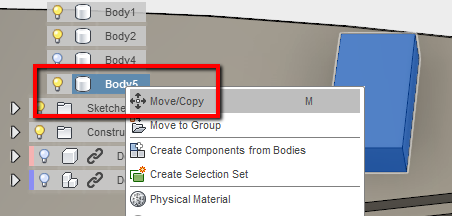 Body1
Body2
Body4
Body5
Move/Copy M
Sketche
Move to Group
Constru
Create Components from Bodies
D
Create Selection Set
D
Physical Material